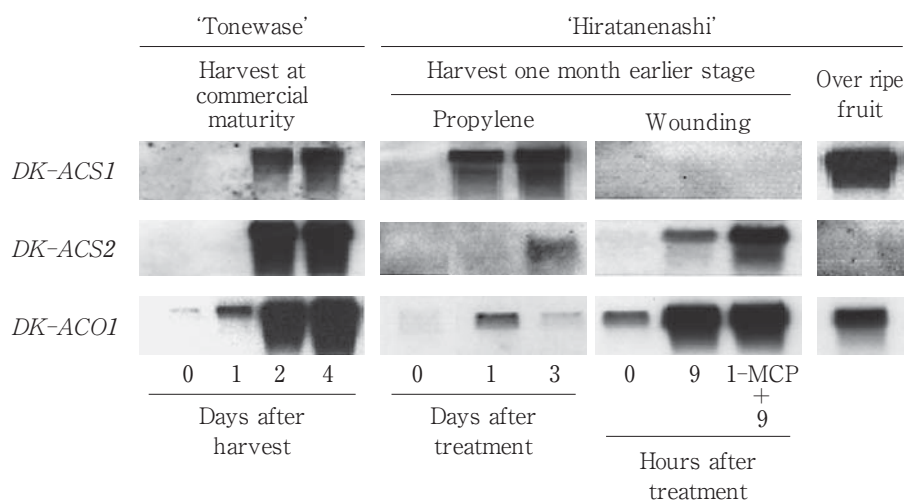 ‘Tonewase’ ‘Hiratanenashi’
Harvest at
commercial
maturity
Harvest one month earlier stage
Propylene Wounding
Over ripe
fruit
DK-ACS1
DK-ACS2
DK-ACO1
0 1 2 4 0 1 3 0 9 1-MCP
+
9
Days after
harvest
Days after
treatment
Hours after
treatment